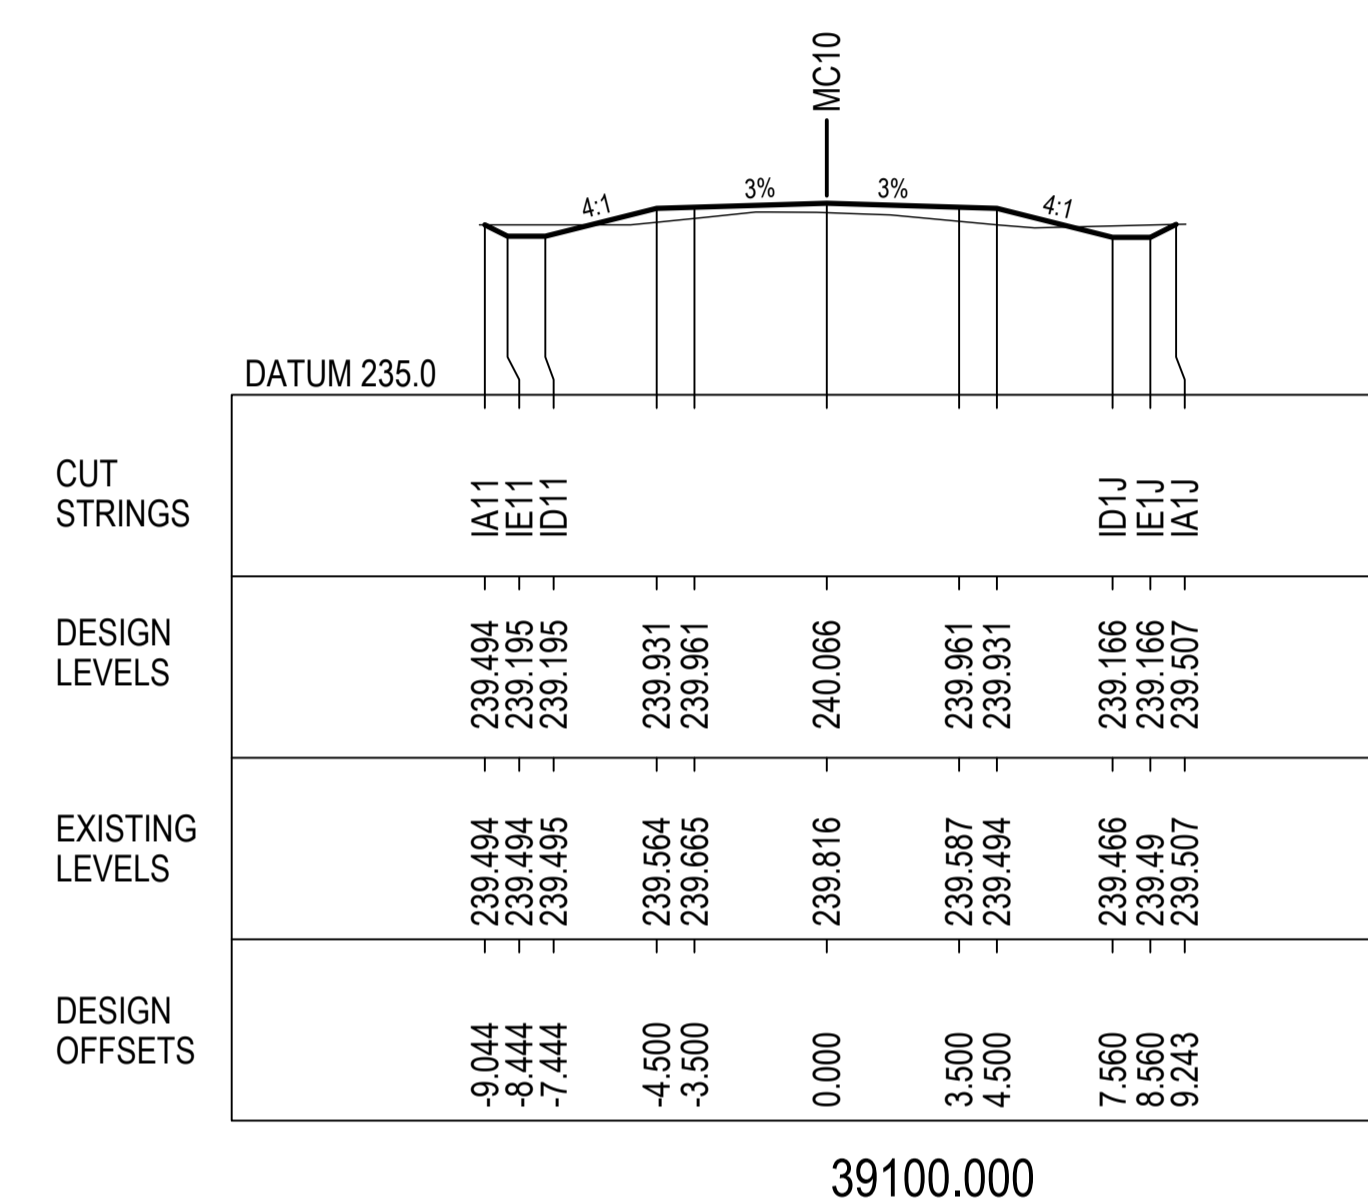 MC10
4:1
3%
3%
4:1
DATUM 235.0
CUT
STRINGS
IA11
IE11
ID11
ID1J
IE1J
IA1J
DESIGN
LEVELS
239.494
239.195
239.195
239.931
239.961
240.066
239.961
239.931
239.166
239.166
239.507
EXISTING
LEVELS
239.494
239.494
239.495
239.564
239.665
239.816
239.587
239.494
239.466
239.49
239.507
DESIGN
OFFSETS
-9.044
-8.444
-7.444
-4.500
-3.500
0.000
3.500
4.500
7.560
8.560
9.243
39100.000